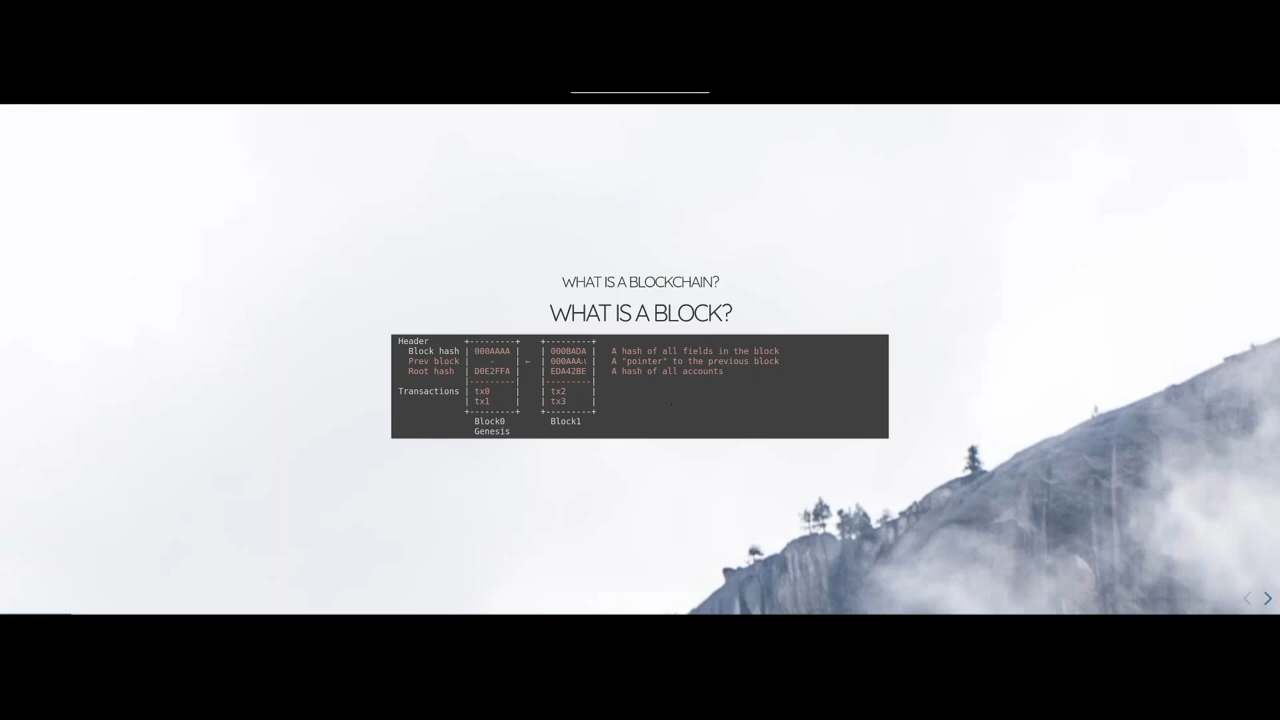 WHAT IS A BLOCKCHAIN?
WHAT IS A BLOCK?
Header       +---------+    +---------+
  Block hash | 000AAAA |    | 000BADA |   A hash of all fields in the block
  Prev block |    -    | ←  | 000AAAA |   A "pointer" to the previous block
  Root hash  | D0E2FFA |    | EDA42BE |   A hash of all accounts
             |---------|    |---------|
Transactions | tx0     |    | tx2     |
             | tx1     |    | tx3     |
             +---------+    +---------+
               Block0         Block1
               Genesis